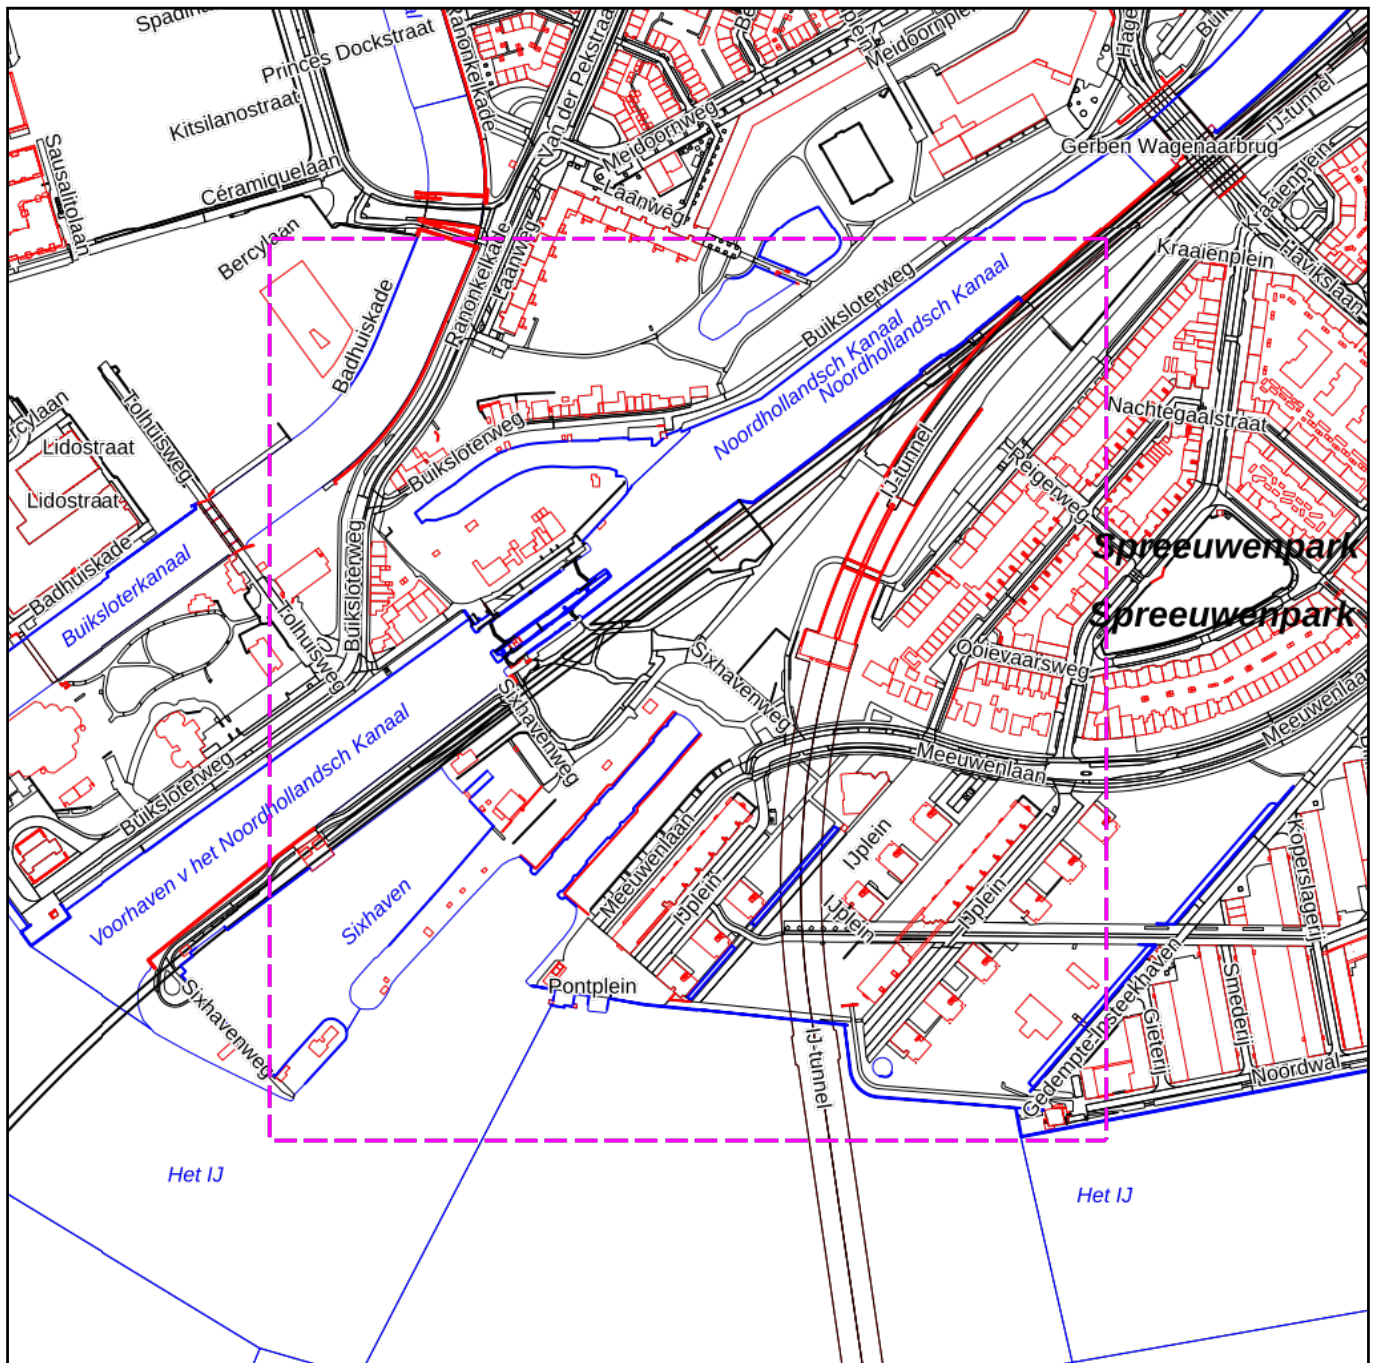 Princes Dockstraat
Kitsilanostraat
Céramiquelaan
Sausalitolaan
Bercylaan
Badhuiskade
Ranonkelkade
Ranonkelkade
Laanweg
Van der Pekstraat
Meidoornweg
Laanweg
Meidoornplein
Gerben Wagenaarbrug
IJ-tunnel
Kraaienplein
Kraaienplein
Havikslaan
Buiksloterweg
Noordhollandsch Kanaal
Noordhollandsch Kanaal
Tolhuisweg
Lidostraat
Lidostraat
Badhuiskade
Buiksloterkanaal
Buiksloterweg
Buiksloterweg
Tolhuisweg
Nachtegaalstraat
Reigerweg
IJ-tunnel
Spreeuwenpark
Spreeuwenpark
Ooievaarsweg
Sixhavenweg
Sixhavenweg
Meeuwenlaan
Meeuwenlaan
Buiksloterweg
Voorhaven v het Noordhollandsch Kanaal
Sixhaven
Meeuwenlaan
IJplein
IJplein
IJplein
IJplein
Koperslagerij
Smederij
Gieterij
Gedempte Insteekhaven
Noordwal
Pontplein
Sixhavenweg
IJ-tunnel
Het IJ
Het IJ